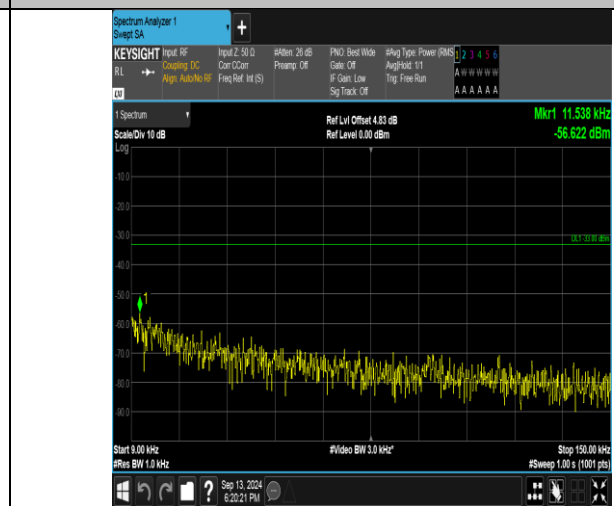 Spectrum Analyzer 1
Swept SA
+
KEYSIGHT Input: RF Input Z: 50 Ω #Atten: 26 dB PNO: Best Wide #Avg Type: Power (RMS 1 2 3 4 5 6
RL Coupling: DC Corr CCorr Preamp: Off Gate: Off Avg|Hold: 1/1 A W W W W W
Align: Auto/No RF Freq Ref: Int (S) IF Gain: Low Trig: Free Run
LXI Sig Track: Off A A A A A A
1 Spectrum Ref Lvl Offset 4.83 dB Mkr1 11.538 kHz
Scale/Div 10 dB Ref Level 0.00 dBm -56.622 dBm
Log
-10.0
-20.0
-30.0
DL1 -33.00 dBm
-40.0
-50.0
1
-60.0
-70.0
-80.0
-90.0
Start 9.00 kHz #Video BW 3.0 kHz* Stop 150.00 kHz
#Res BW 1.0 kHz #Sweep 1.00 s (1001 pts)
? Sep 13, 2024
6:20:21 PM